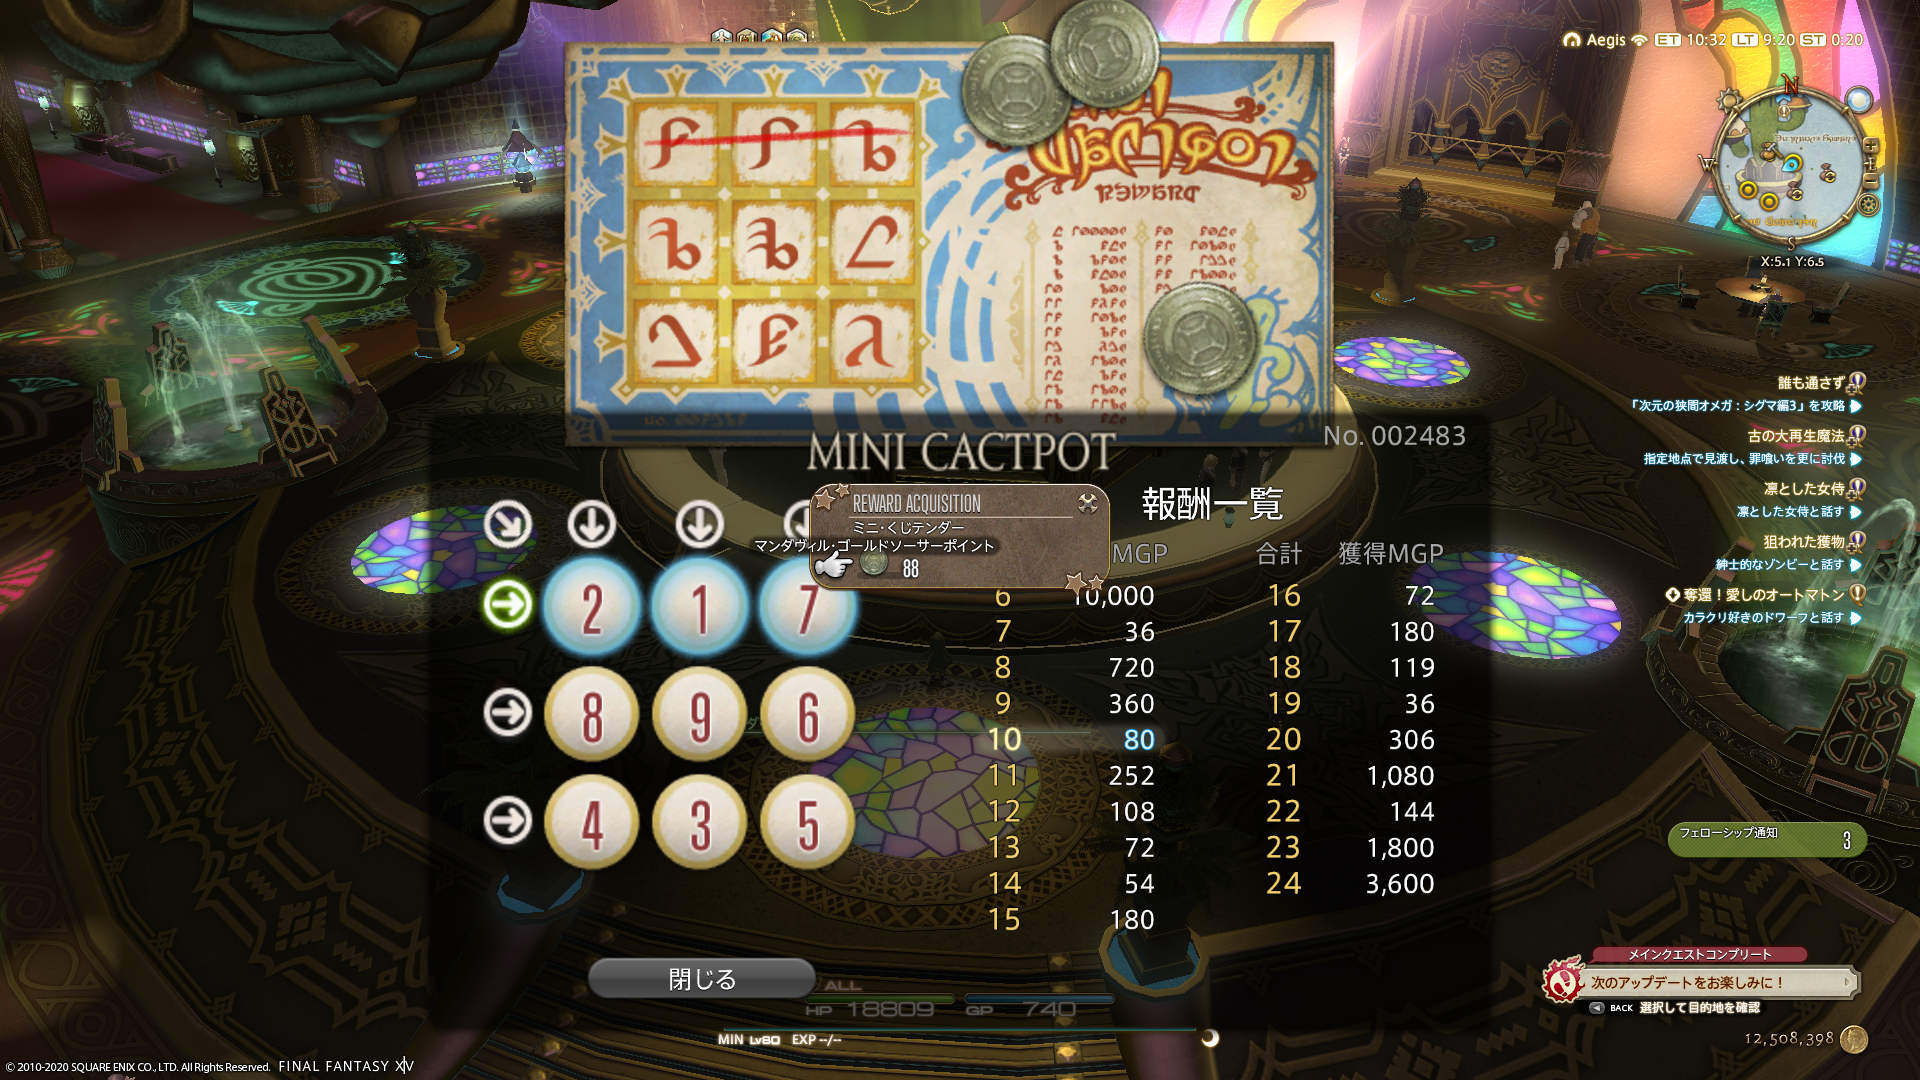 Aegis ET 10:32 LT 9:20 ST 0:20
N
W
S
X:5.1 Y:6.5
誰も通さず
「次元の狭間オメガ：シグマ編3」を攻略
古の大再生魔法
指定地点で見渡し、罪喰いを更に討伐
凛とした女侍
凛とした女侍と話す
狙われた獲物
紳士的なゾンビーと話す
奪還！愛しのオートマトン
カラクリ好きのドワーフと話す
MINI CACTPOT
No. 002483
REWARD ACQUISITION
ミニ・くじテンダー
マンダヴィル・ゴールドソーサーポイント
88
報酬一覧
MGP 合計 獲得MGP
2 1 7
8 9 6
4 3 5
6 10,000 16 72
7 36 17 180
8 720 18 119
9 360 19 36
10 80 20 306
11 252 21 1,080
12 108 22 144
13 72 23 1,800
14 54 24 3,600
15 180
閉じる
ALL
HP 18809 GP 740
MIN Lv80 EXP --/--
フェローシップ通知 3
メインクエストコンプリート
次のアップデートをお楽しみに！
BACK 選択して目的地を確認
12,508,398
© 2010-2020 SQUARE ENIX CO., LTD. All Rights Reserved. FINAL FANTASY XIV